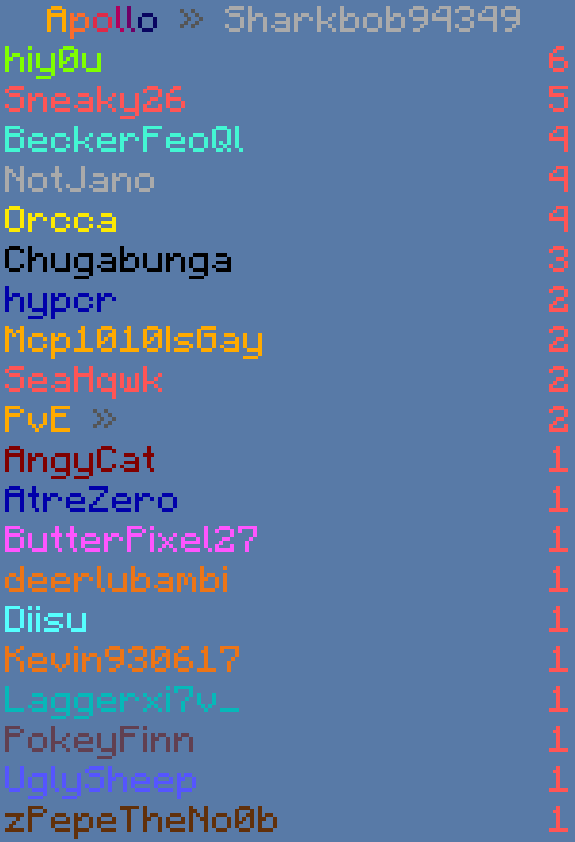 Apollo » Sharkbob94349
hiy0u 6
Sneaky26 5
BeckerFeoQl 4
NotJano 4
Orcca 4
Chugabunga 3
hypcr 2
Mcp1010IsGay 2
SeaHqwk 2
PvE » 2
AngyCat 1
AtreZero 1
ButterPixel27 1
deerlubambi 1
Diisu 1
Kevin930617 1
Laggerxi7v_ 1
PokeyFinn 1
UglySheep 1
zPepeTheNo0b 1